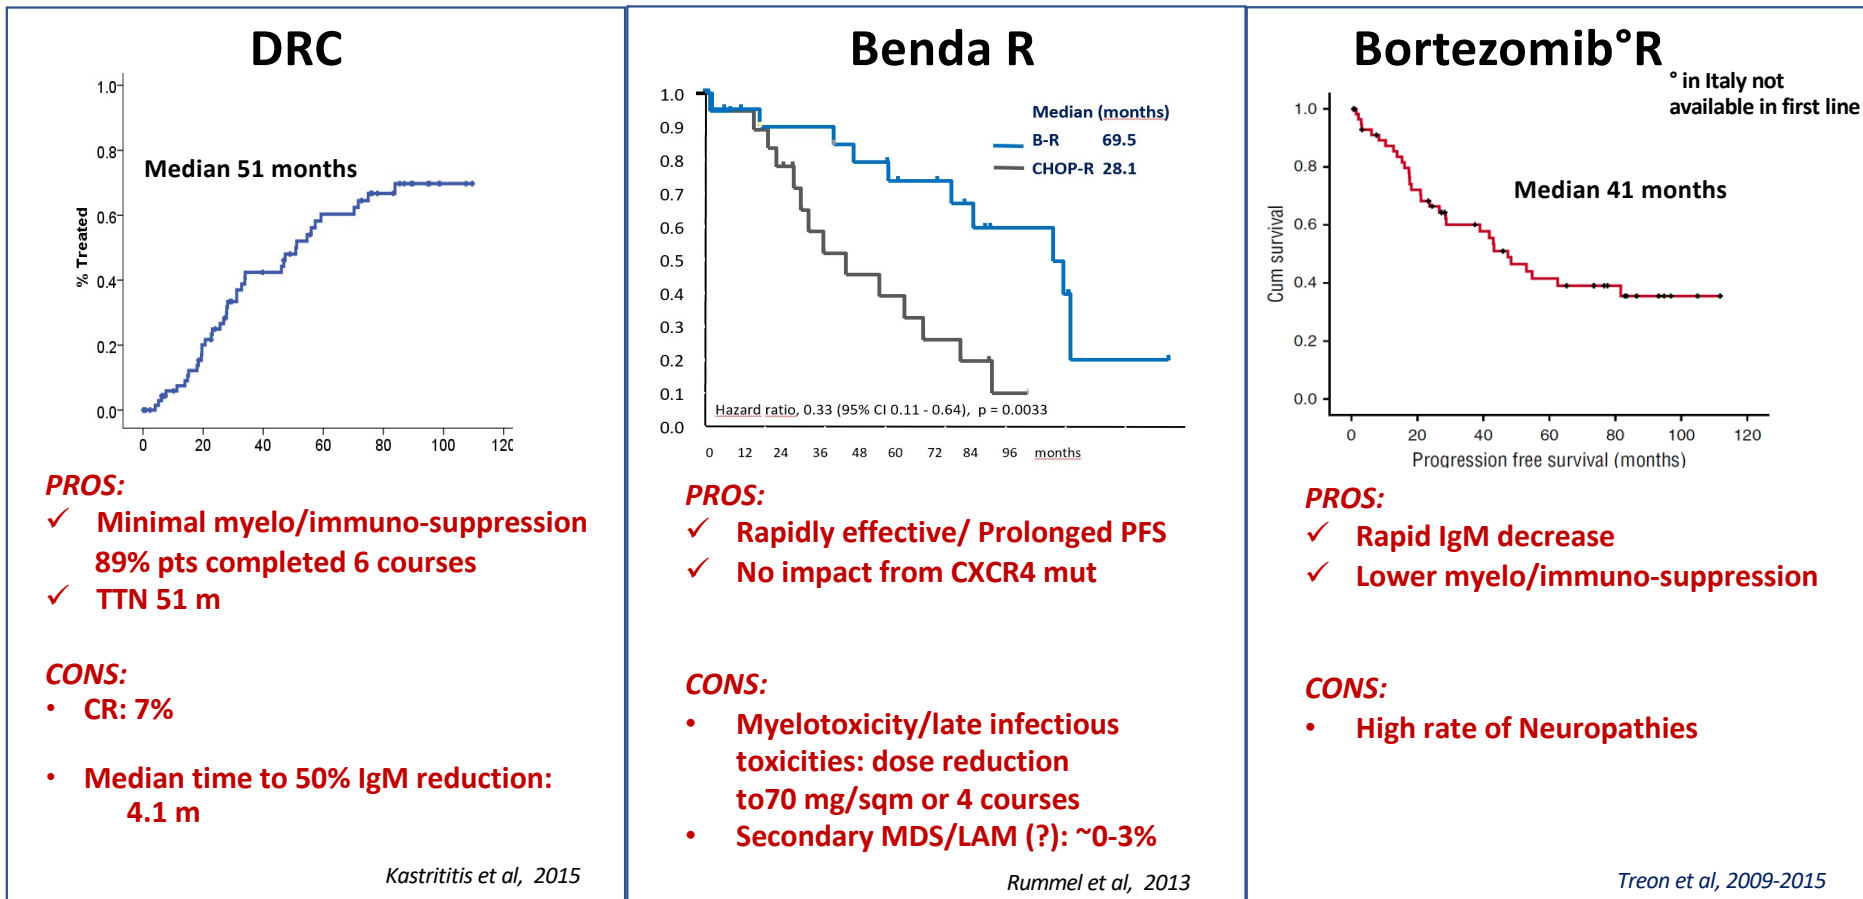 DRC
1.0
0.8
0.6
0.4
0.2
0.0
% Treated
Median 51 months
0 20 40 60 80 100 120
PROS:
✓ Minimal myelo/immuno-suppression
89% pts completed 6 courses
✓ TTN 51 m
CONS:
• CR: 7%
• Median time to 50% IgM reduction:
4.1 m
Kastrititis et al, 2015
Benda R
1.0
0.9
0.8
0.7
0.6
0.5
0.4
0.3
0.2
0.1
0.0
Median (months)
B-R 69.5
CHOP-R 28.1
Hazard ratio, 0.33 (95% CI 0.11 - 0.64), p = 0.0033
0 12 24 36 48 60 72 84 96 months
PROS:
✓ Rapidly effective/ Prolonged PFS
✓ No impact from CXCR4 mut
CONS:
• Myelotoxicity/late infectious
toxicities: dose reduction
to70 mg/sqm or 4 courses
• Secondary MDS/LAM (?): ~0-3%
Rummel et al, 2013
Bortezomib°R
° in Italy not
available in first line
1.0
0.8
0.6
0.4
0.2
0.0
Cum survival
Median 41 months
0 20 40 60 80 100 120
Progression free survival (months)
PROS:
✓ Rapid IgM decrease
✓ Lower myelo/immuno-suppression
CONS:
• High rate of Neuropathies
Treon et al, 2009-2015